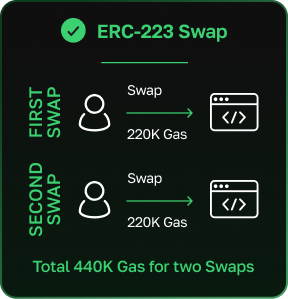 ERC-223 Swap
FIRST
SWAP
Swap
220K Gas
</>
SECOND
SWAP
Swap
220K Gas
</>
Total 440K Gas for two Swaps